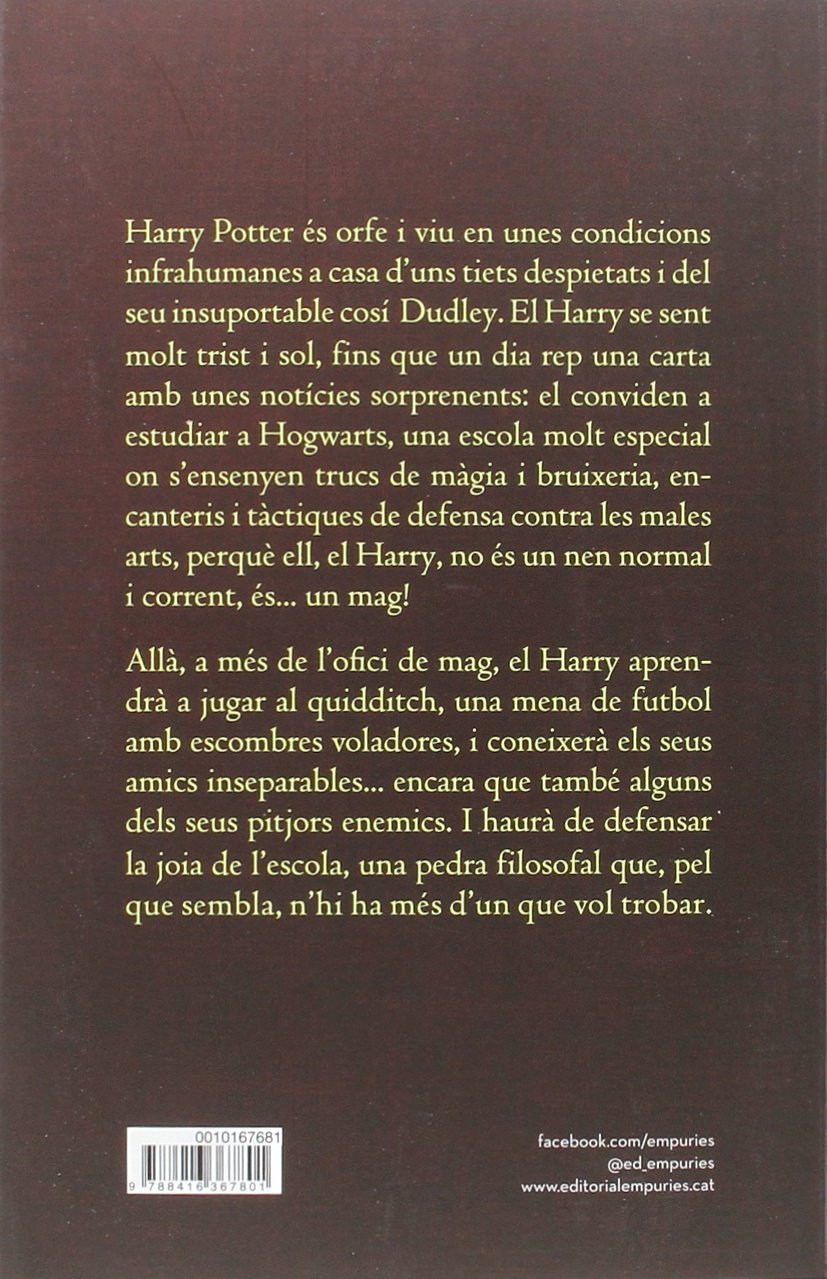 Harry Potter és orfe i viu en unes condicions
infrahumanes a casa d'uns tiets despietats i del
seu insuportable cosí Dudley. El Harry se sent
molt trist i sol, fins que un dia rep una carta
amb unes notícies sorprenents: el conviden a
estudiar a Hogwarts, una escola molt especial
on s'ensenyen trucs de màgia i bruixeria, en-
canteris i tàctiques de defensa contra les males
arts, perquè ell, el Harry, no és un nen normal
i corrent, és... un mag!
Allà, a més de l'ofici de mag, el Harry apren-
drà a jugar al quidditch, una mena de futbol
amb escombres voladores, i coneixerà els seus
amics inseparables... encara que també alguns
dels seus pitjors enemics. I haurà de defensar
la joia de l'escola, una pedra filosofal que, pel
que sembla, n'hi ha més d'un que vol trobar.
0010167681
9 788416 367801
facebook.com/empuries
@ed_empuries
www.editorialempuries.cat